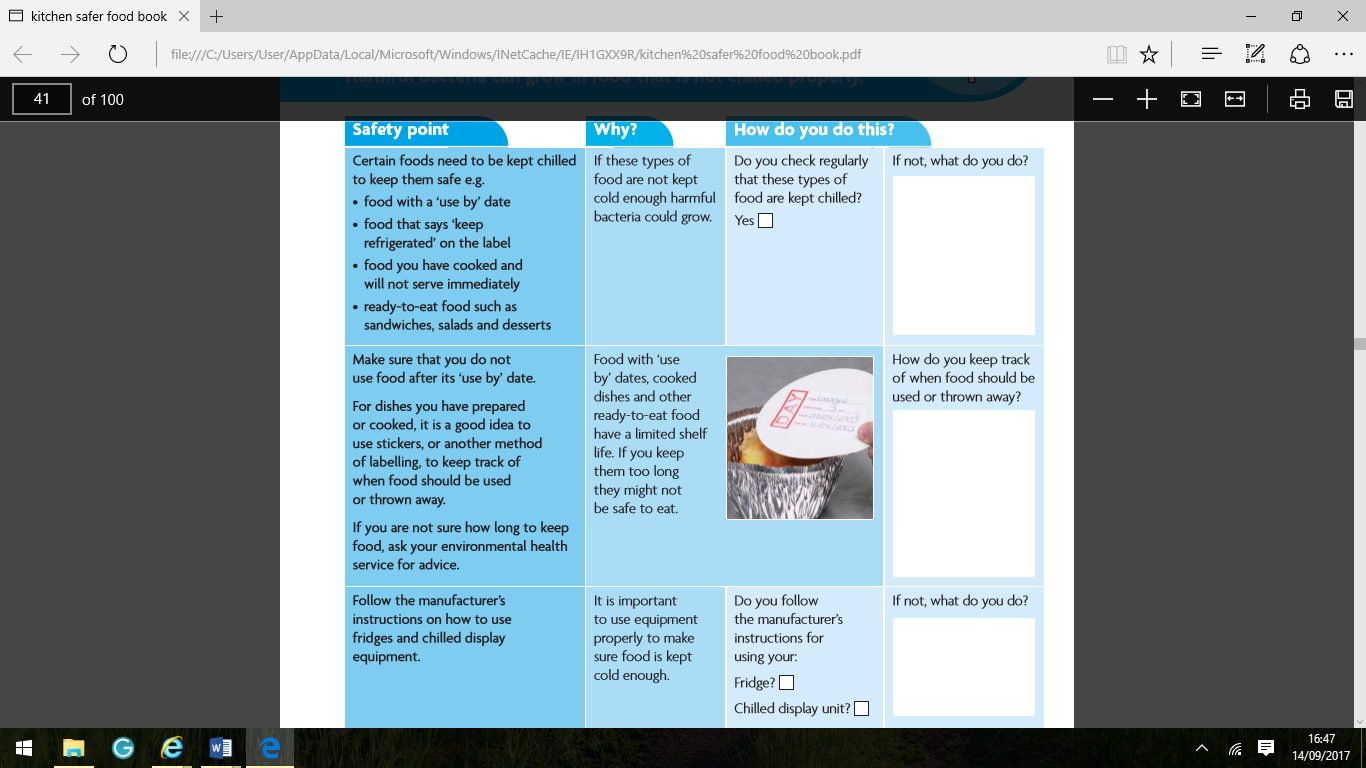 kitchen safer food book
file:///C:/Users/User/AppData/Local/Microsoft/Windows/INetCache/IE/IH1GXX9R/kitchen%20safer%20food%20book.pdf
Harmful bacteria can grow in food that is not chilled properly.
41 of 100
Safety point
Why?
How do you do this?
Certain foods need to be kept chilled
to keep them safe e.g.
• food with a ‘use by’ date
• food that says ‘keep
refrigerated’ on the label
• food you have cooked and
will not serve immediately
• ready-to-eat food such as
sandwiches, salads and desserts
If these types of
food are not kept
cold enough harmful
bacteria could grow.
Do you check regularly
that these types of
food are kept chilled?
Yes
If not, what do you do?
Make sure that you do not
use food after its ‘use by’ date.
For dishes you have prepared
or cooked, it is a good idea to
use stickers, or another method
of labelling, to keep track of
when food should be used
or thrown away.
If you are not sure how long to keep
food, ask your environmental health
service for advice.
Food with ‘use
by’ dates, cooked
dishes and other
ready-to-eat food
have a limited shelf
life. If you keep
them too long
they might not
be safe to eat.
DAY
How do you keep track
of when food should be
used or thrown away?
Follow the manufacturer’s
instructions on how to use
fridges and chilled display
equipment.
It is important
to use equipment
properly to make
sure food is kept
cold enough.
Do you follow
the manufacturer’s
instructions for
using your:
Fridge?
Chilled display unit?
If not, what do you do?
16:47
14/09/2017